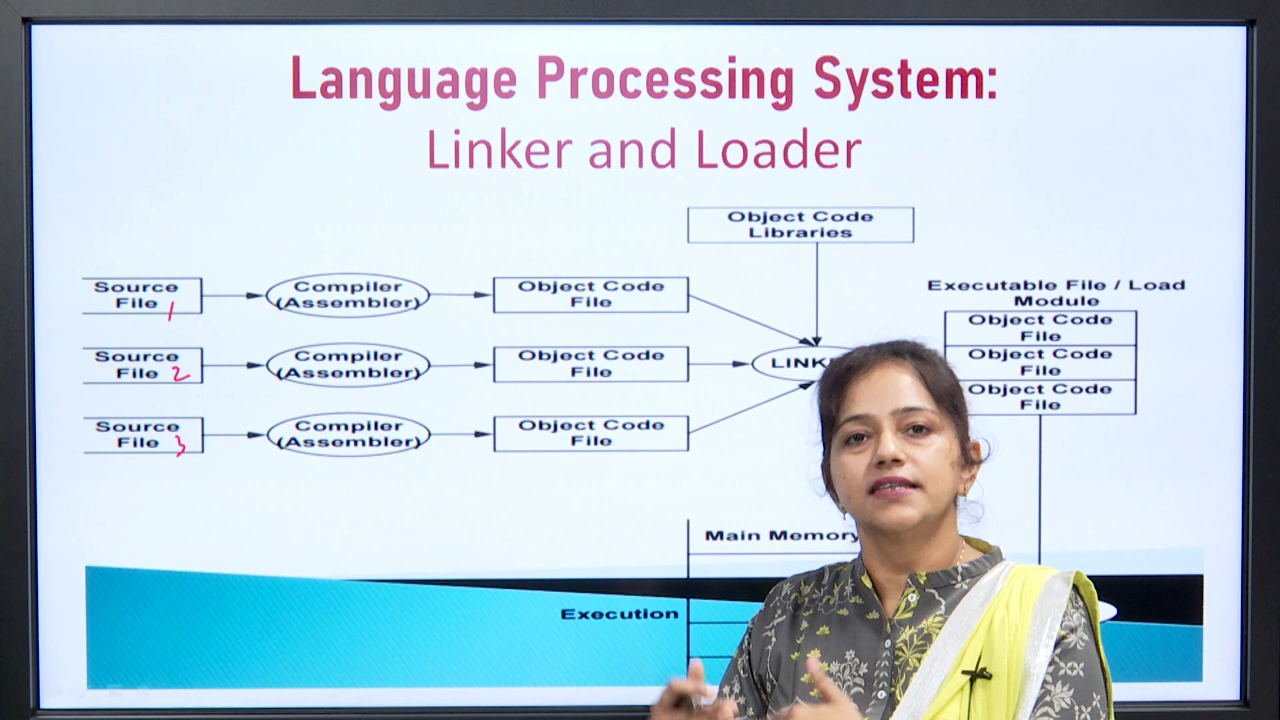 Language Processing System:
Linker and Loader
Object Code
Libraries
Source
File 1
Compiler
(Assembler)
Object Code
File
Executable File / Load
Module
Object Code
File
Source
File 2
Compiler
(Assembler)
Object Code
File
Object Code
File
Source
File 3
Compiler
(Assembler)
Object Code
File
Object Code
File
Main Memory
Execution